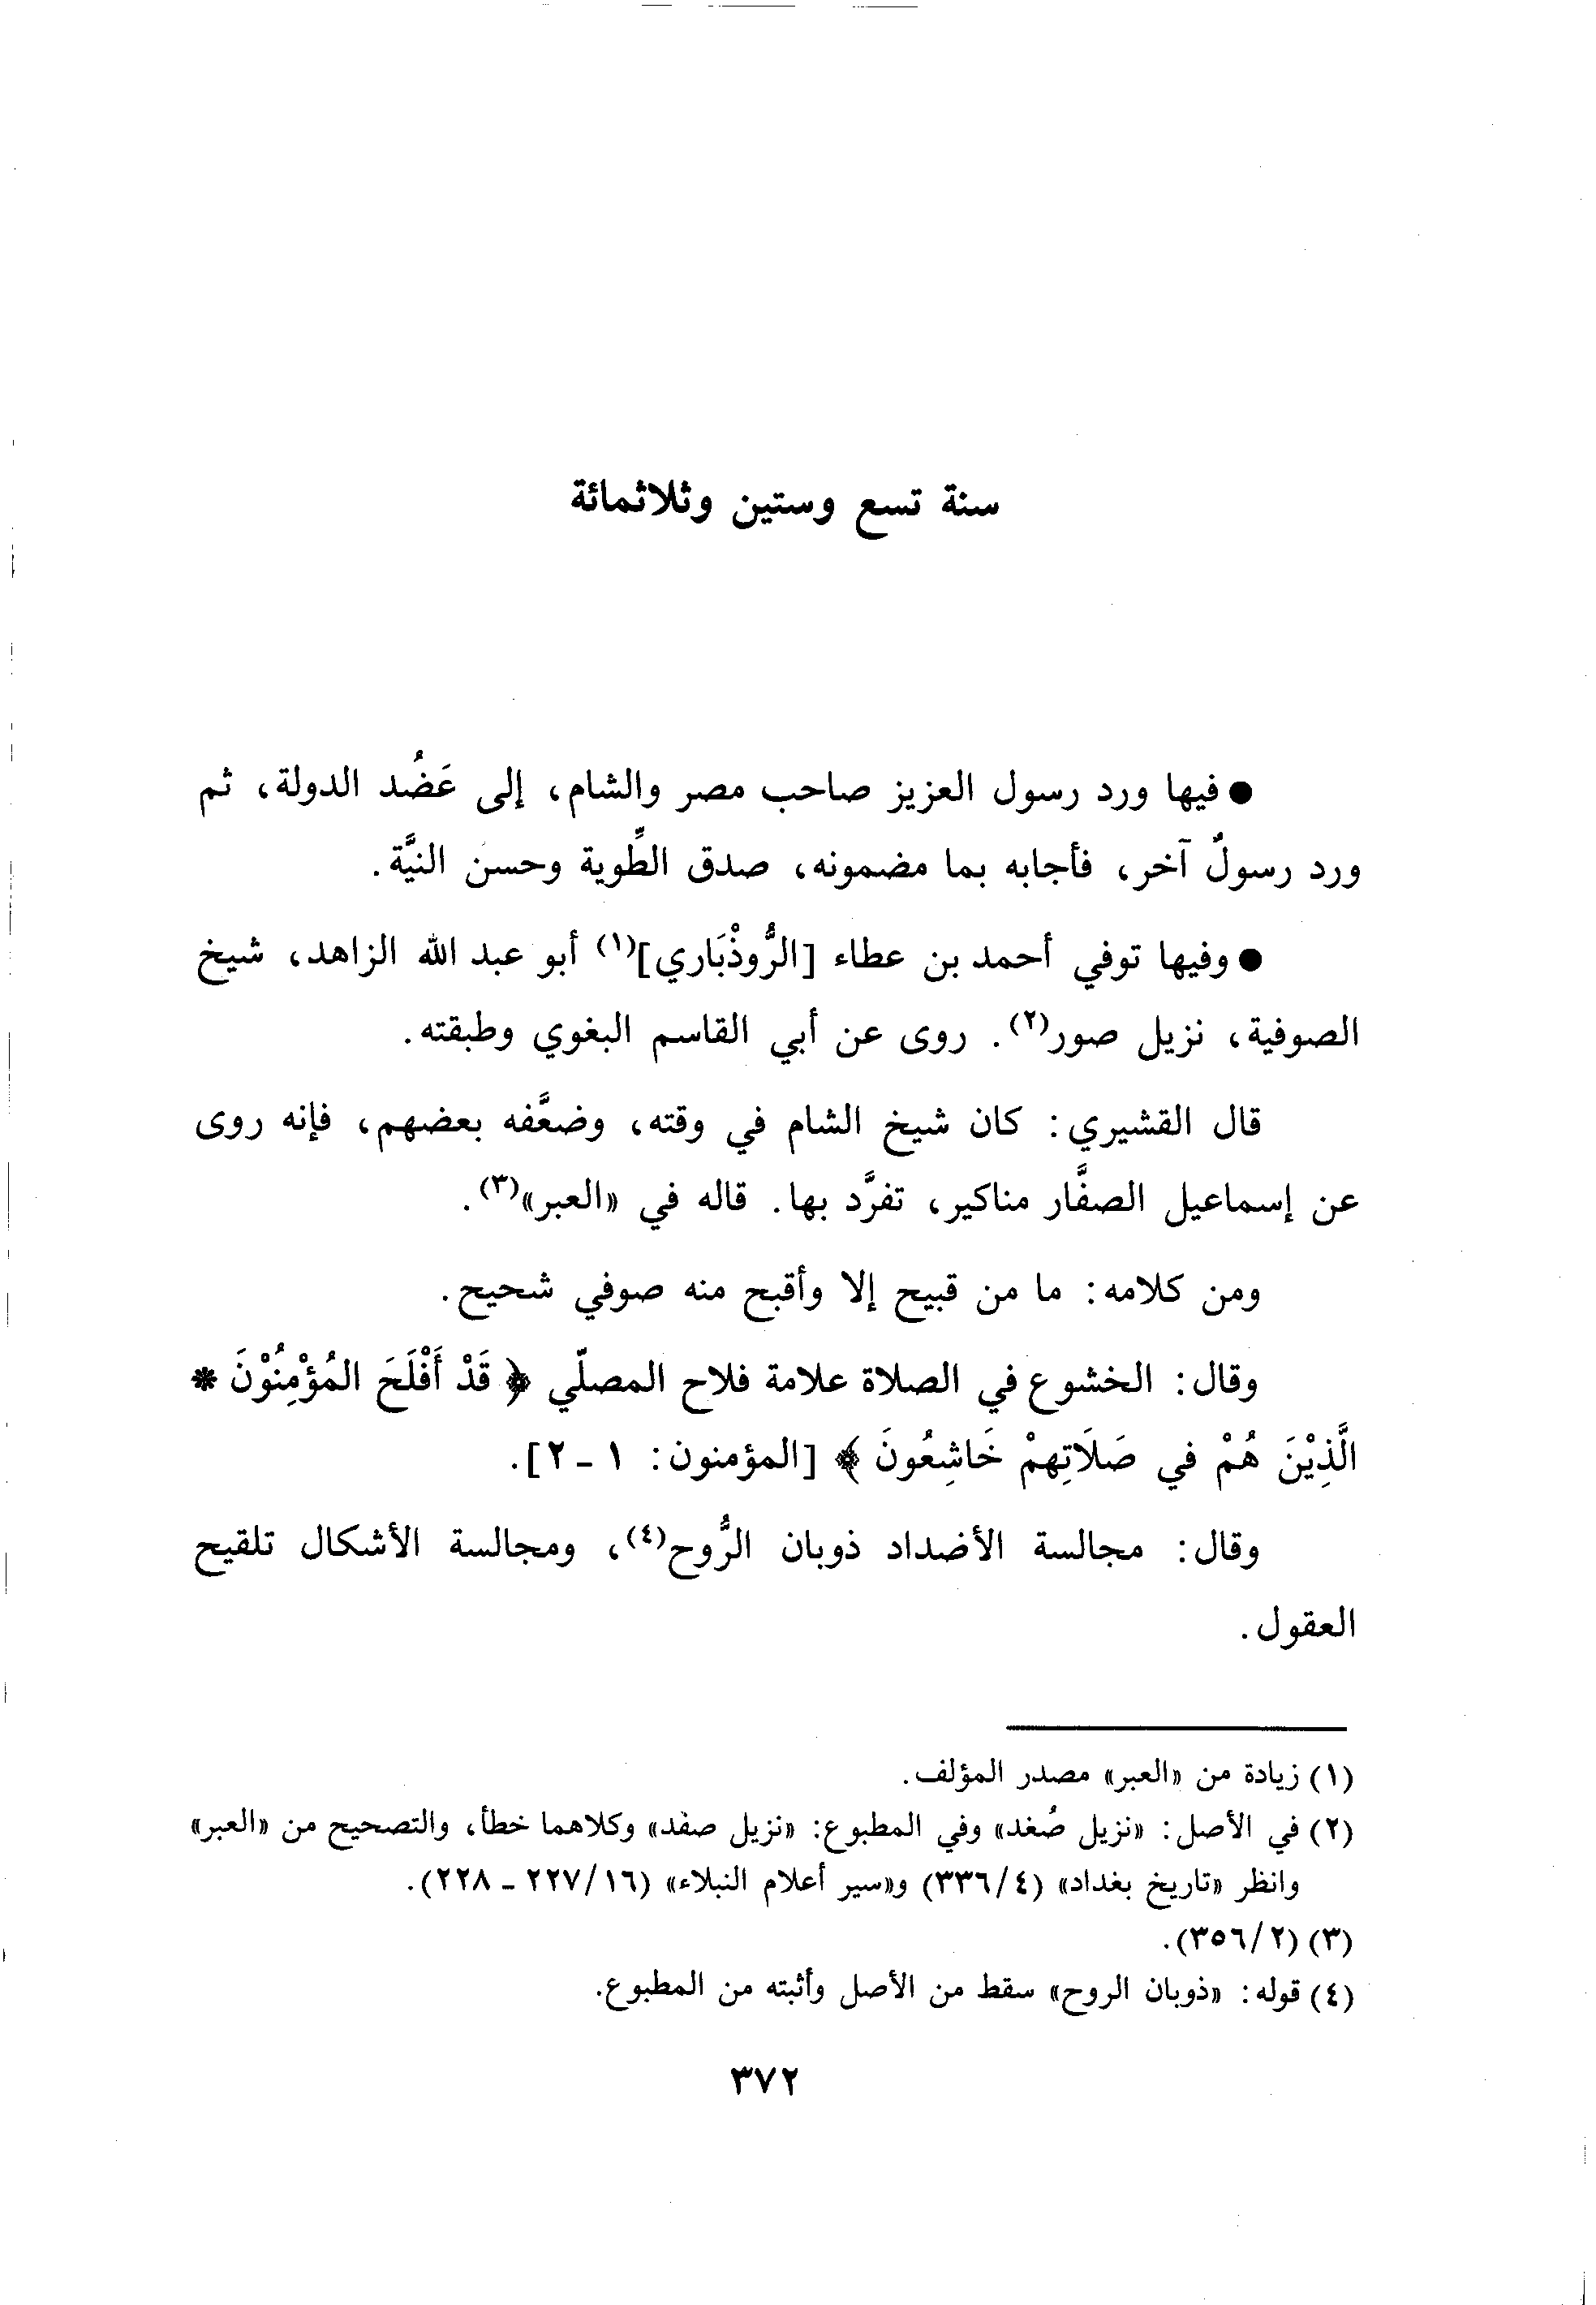 سنة تسع وستين وثلاثمائة
● فيها ورد رسول العزيز صاحب مصر والشام، إلى عَضُد الدولة، ثم
ورد رسولٌ آخر، فأجابه بما مضمونه، صدق الطِّوية وحسن النيَّة.
● وفيها توفي أحمد بن عطاء [الرُّوذْبَاري](١) أبو عبد الله الزاهد، شيخ
الصوفية، نزيل صور(٢). روى عن أبي القاسم البغوي وطبقته.
قال القشيري: كان شيخ الشام في وقته، وضعَّفه بعضهم، فإنه روى
عن إسماعيل الصفَّار مناكير، تفرَّد بها. قاله في «العبر»(٣).
ومن كلامه: ما من قبيح إلا وأقبح منه صوفي شحيح.
وقال: الخشوع في الصلاة علامة فلاح المصلّي ﴿ قَدْ أَفْلَحَ المُؤْمِنُوْنَ *
الَّذِيْنَ هُمْ في صَلَاتِهِمْ خَاشِعُونَ ﴾ [المؤمنون: ١ - ٢].
وقال: مجالسة الأضداد ذوبان الرُّوح(٤)، ومجالسة الأشكال تلقيح
العقول.
(١) زيادة من «العبر» مصدر المؤلف.
(٢) في الأصل: «نزيل صُغد» وفي المطبوع: «نزيل صفد» وكلاهما خطأ، والتصحيح من «العبر»
وانظر «تاريخ بغداد» (٤/٣٣٦) و«سير أعلام النبلاء» (١٦/٢٢٧ - ٢٢٨).
(٣) (٢/٣٥٦).
(٤) قوله: «ذوبان الروح» سقط من الأصل وأثبته من المطبوع.
٣٧٢